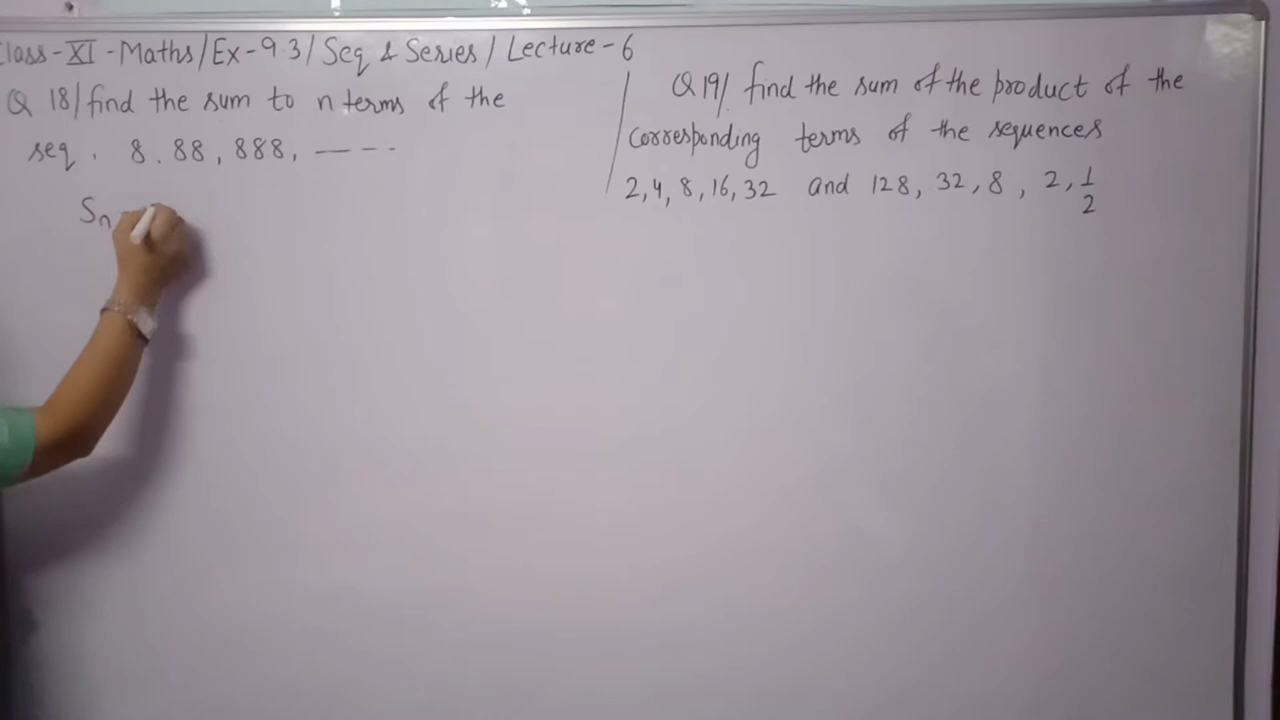 Class-XI-Maths/Ex-9.3/Seq & Series/Lecture-6
Q 18/ find the sum to n terms of the
seq. 8. 88, 888, — - -
Sn
Q 19/ find the sum of the product of the
corresponding terms of the sequences
2, 4, 8, 16, 32 and 128, 32, 8, 2, 1/2